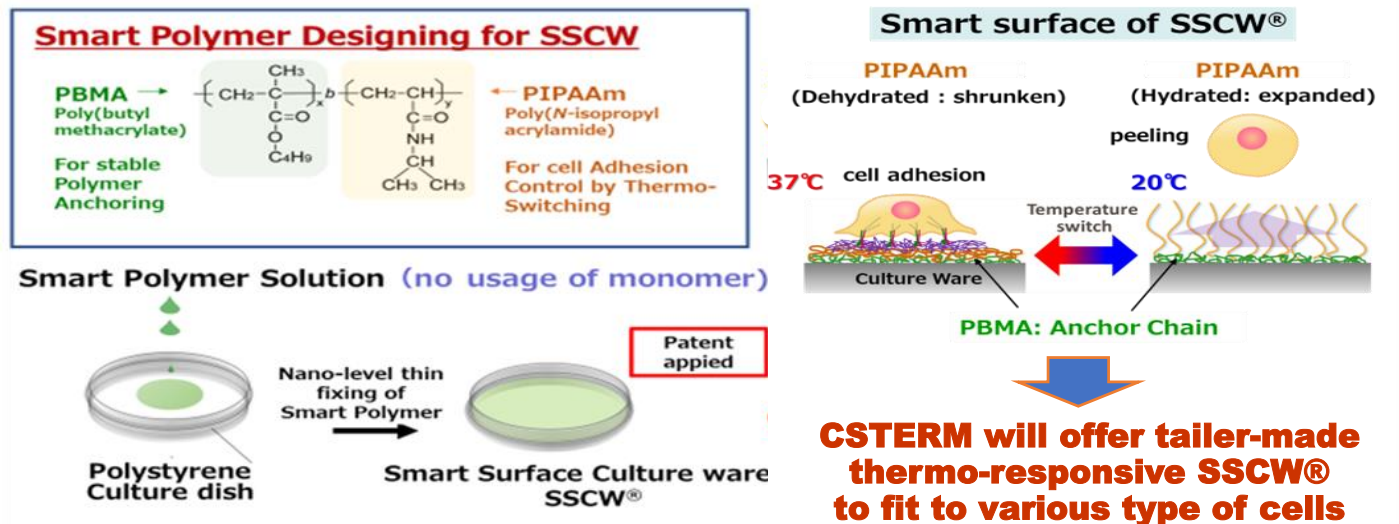 Smart Polymer Designing for SSCW
PBMA
Poly(butyl
methacrylate)
For stable
Polymer
Anchoring
CH₃
CH₂ - C
x
b
CH₂ - CH
y
C=O
O
C₄H₉
C=O
NH
CH
CH₃ CH₃
PIPAAm
Poly(N-isopropyl
acrylamide)
For cell Adhesion
Control by Thermo-
Switching
Smart Polymer Solution (no usage of monomer)
Polystyrene
Culture dish
Nano-level thin
fixing of
Smart Polymer
Patent
appied
Smart Surface Culture ware
SSCW®
Smart surface of SSCW®
PIPAAm
(Dehydrated : shrunken)
37℃
cell adhesion
Culture Ware
Temperature
switch
PIPAAm
(Hydrated: expanded)
peeling
20℃
PBMA: Anchor Chain
CSTERM will offer tailer-made
thermo-responsive SSCW®
to fit to various type of cells